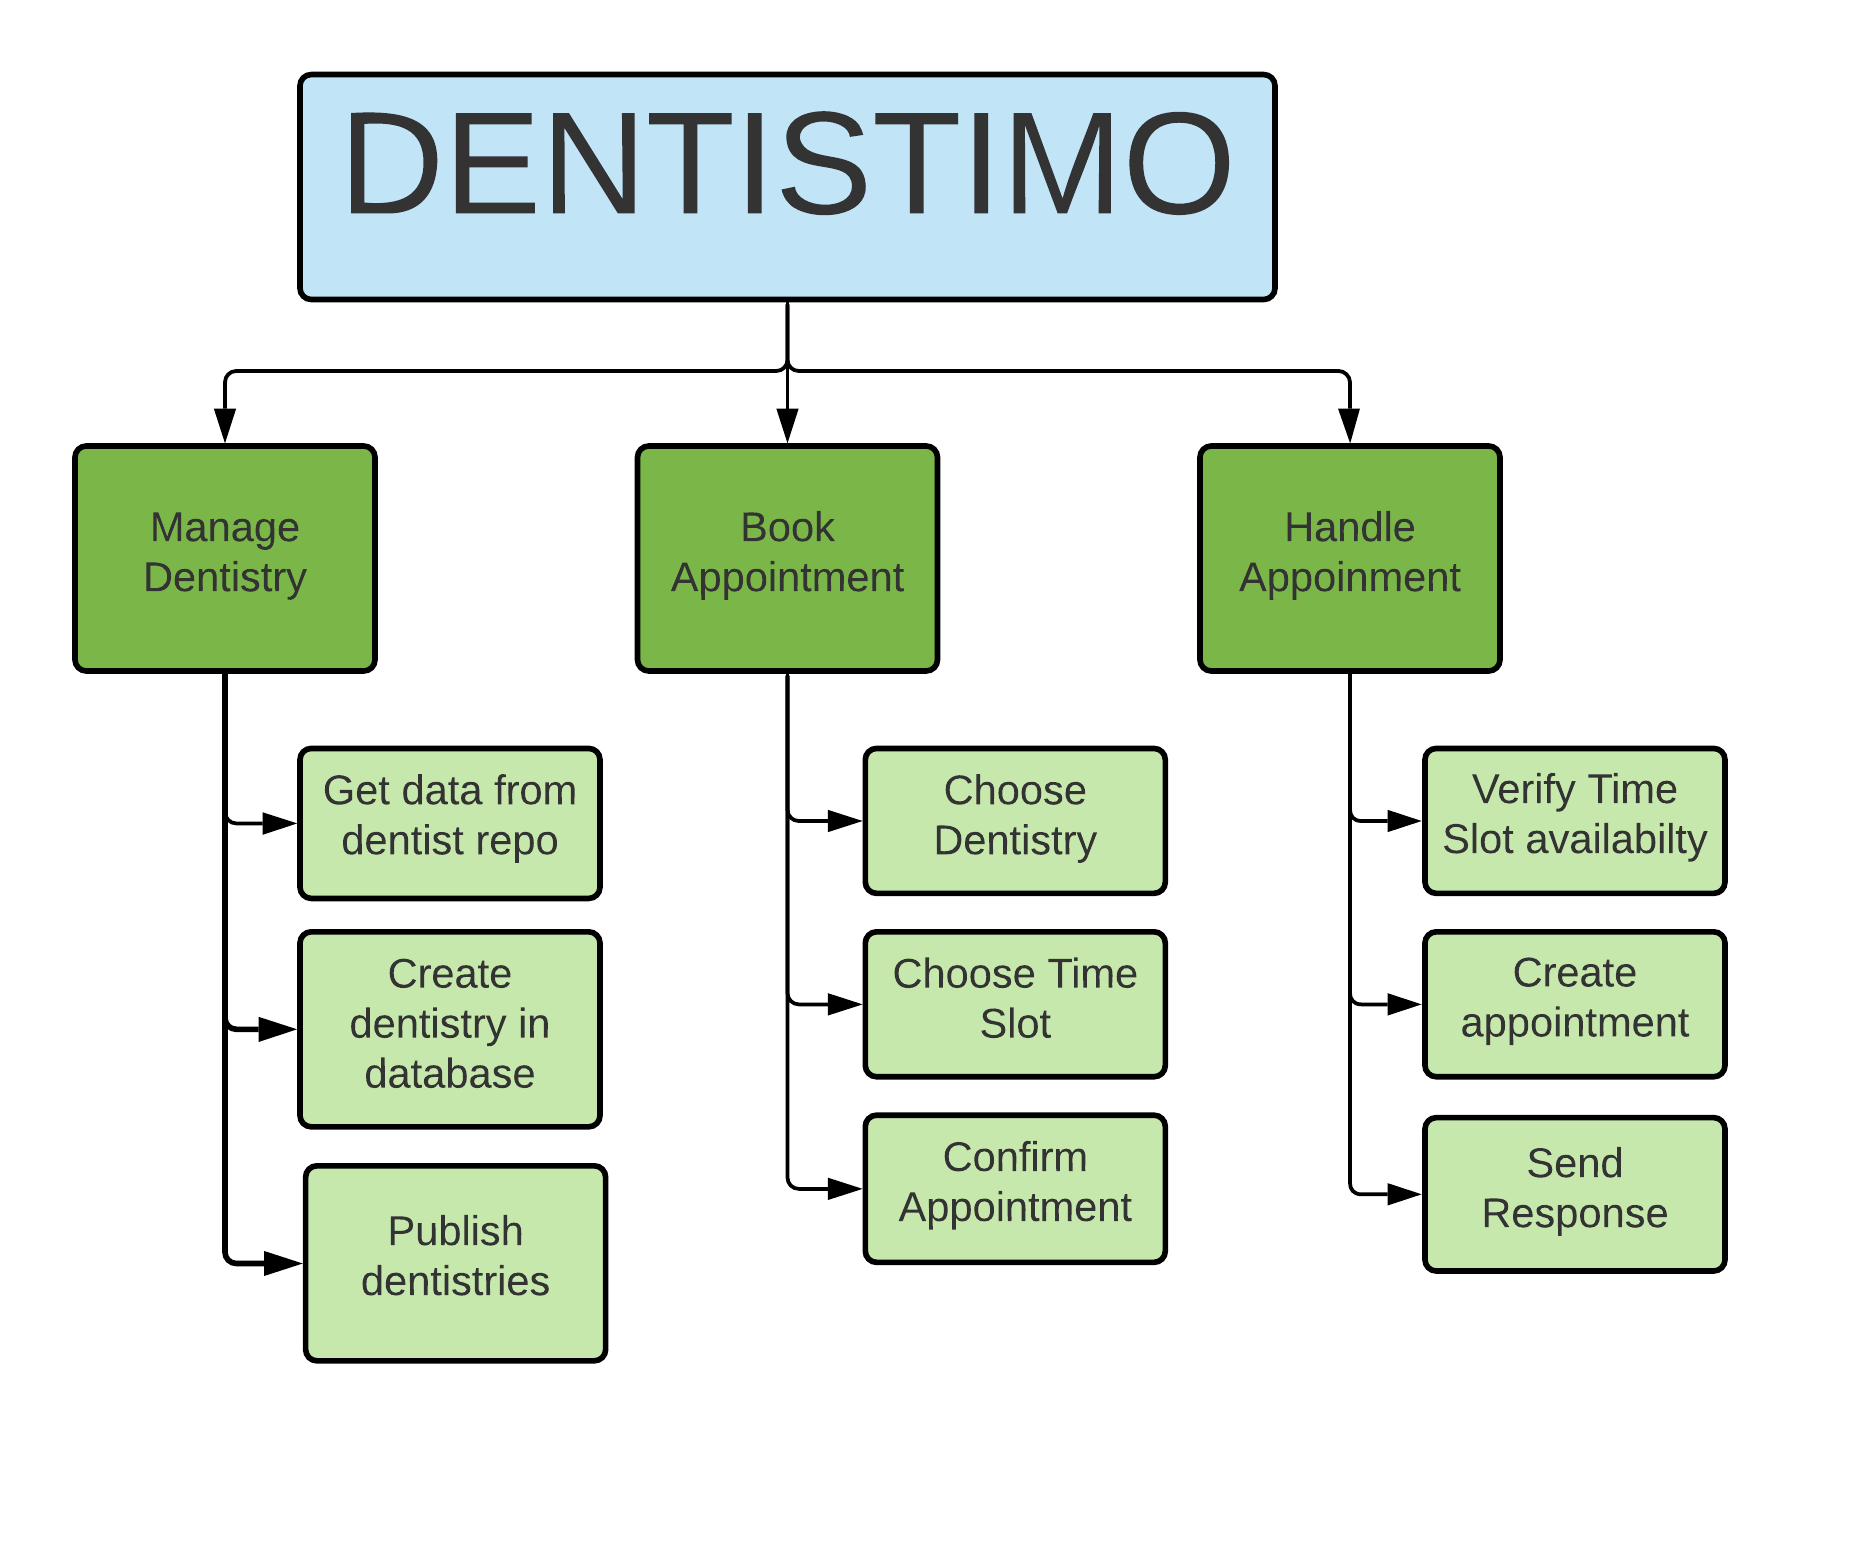 DENTISTIMO
Manage
Dentistry
Book
Appointment
Handle
Appoinment
Get data from
dentist repo
Create
dentistry in
database
Publish
dentistries
Choose
Dentistry
Choose Time
Slot
Confirm
Appointment
Verify Time
Slot availabilty
Create
appointment
Send
Response